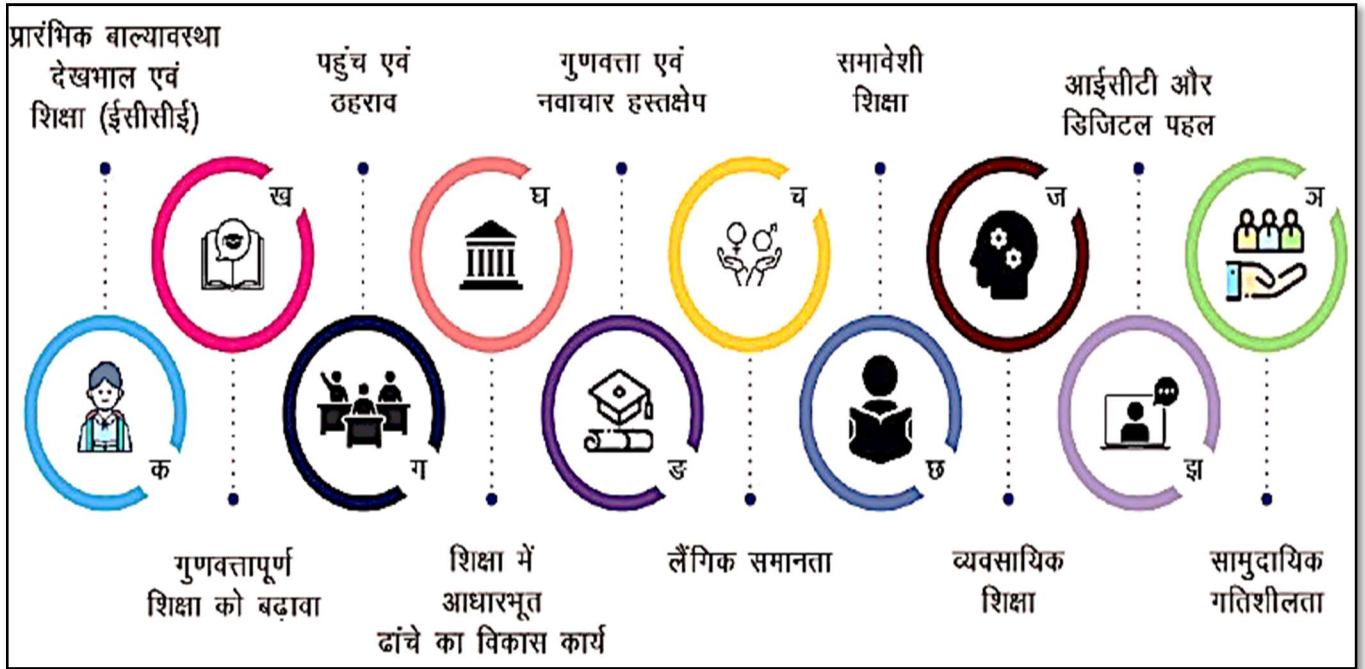 प्रारंभिक बाल्यावस्था
देखभाल एवं
शिक्षा (ईसीसीई)
पहुंच एवं
ठहराव
गुणवत्ता एवं
नवाचार हस्तक्षेप
समावेशी
शिक्षा
आईसीटी और
डिजिटल पहल
ख
घ
च
ज
ञ
क
ग
ङ
छ
झ
गुणवत्तापूर्ण
शिक्षा को बढ़ावा
शिक्षा में
आधारभूत
ढांचे का विकास कार्य
लैंगिक समानता
व्यवसायिक
शिक्षा
सामुदायिक
गतिशीलता